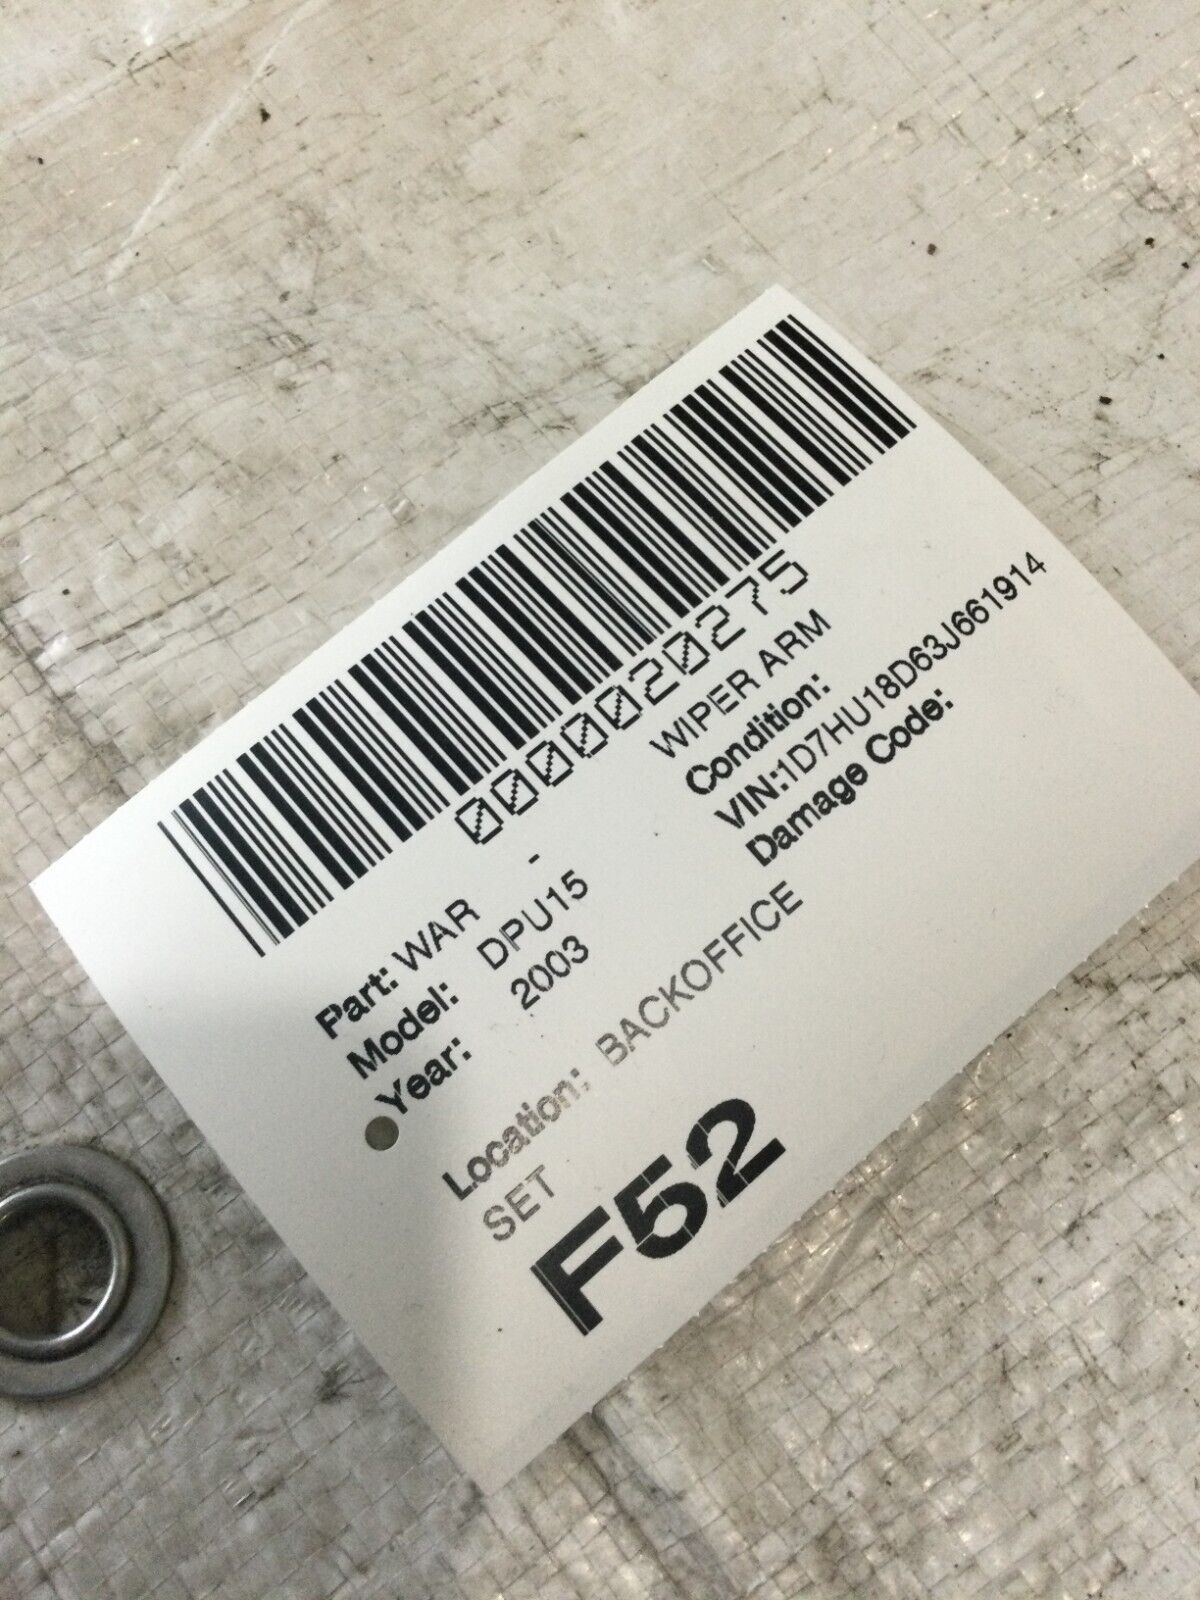 0000020275
Part: WAR - WIPER ARM
Model: DPU15 Condition:
Year: 2003 VIN:1D7HU18D63J661914
Damage Code:
Location: BACKOFFICE
SET
F52